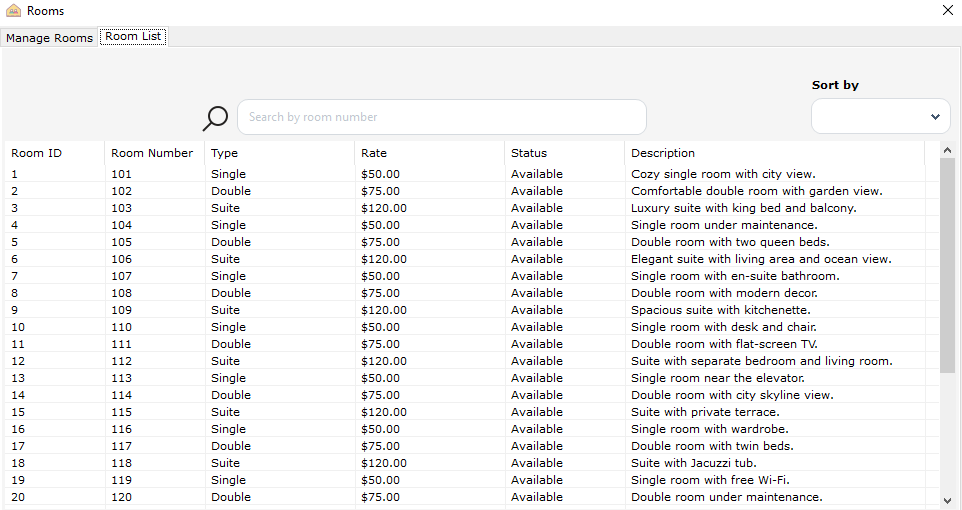 Rooms
Manage Rooms Room List
Sort by
Search by room number
Room ID Room Number Type Rate Status Description
1 101 Single $50.00 Available Cozy single room with city view.
2 102 Double $75.00 Available Comfortable double room with garden view.
3 103 Suite $120.00 Available Luxury suite with king bed and balcony.
4 104 Single $50.00 Available Single room under maintenance.
5 105 Double $75.00 Available Double room with two queen beds.
6 106 Suite $120.00 Available Elegant suite with living area and ocean view.
7 107 Single $50.00 Available Single room with en-suite bathroom.
8 108 Double $75.00 Available Double room with modern decor.
9 109 Suite $120.00 Available Spacious suite with kitchenette.
10 110 Single $50.00 Available Single room with desk and chair.
11 111 Double $75.00 Available Double room with flat-screen TV.
12 112 Suite $120.00 Available Suite with separate bedroom and living room.
13 113 Single $50.00 Available Single room near the elevator.
14 114 Double $75.00 Available Double room with city skyline view.
15 115 Suite $120.00 Available Suite with private terrace.
16 116 Single $50.00 Available Single room with wardrobe.
17 117 Double $75.00 Available Double room with twin beds.
18 118 Suite $120.00 Available Suite with Jacuzzi tub.
19 119 Single $50.00 Available Single room with free Wi-Fi.
20 120 Double $75.00 Available Double room under maintenance.